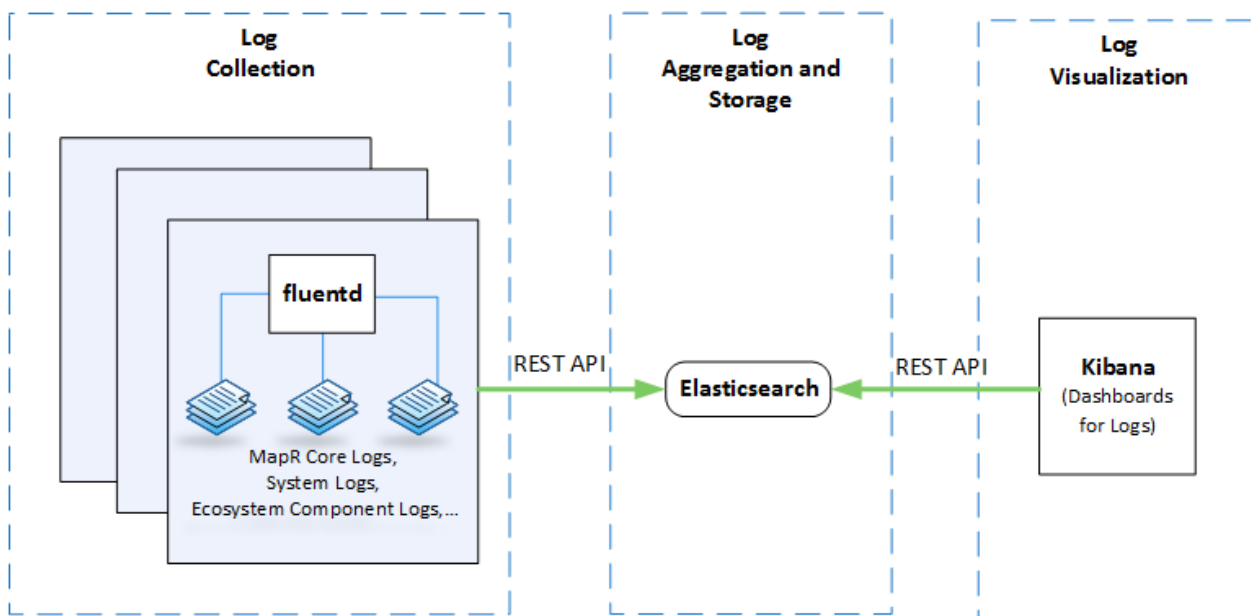 Log
Collection
fluentd
MapR Core Logs,
System Logs,
Ecosystem Component Logs,...
REST API
Log
Aggregation and
Storage
Elasticsearch
REST API
Log
Visualization
Kibana
(Dashboards
for Logs)